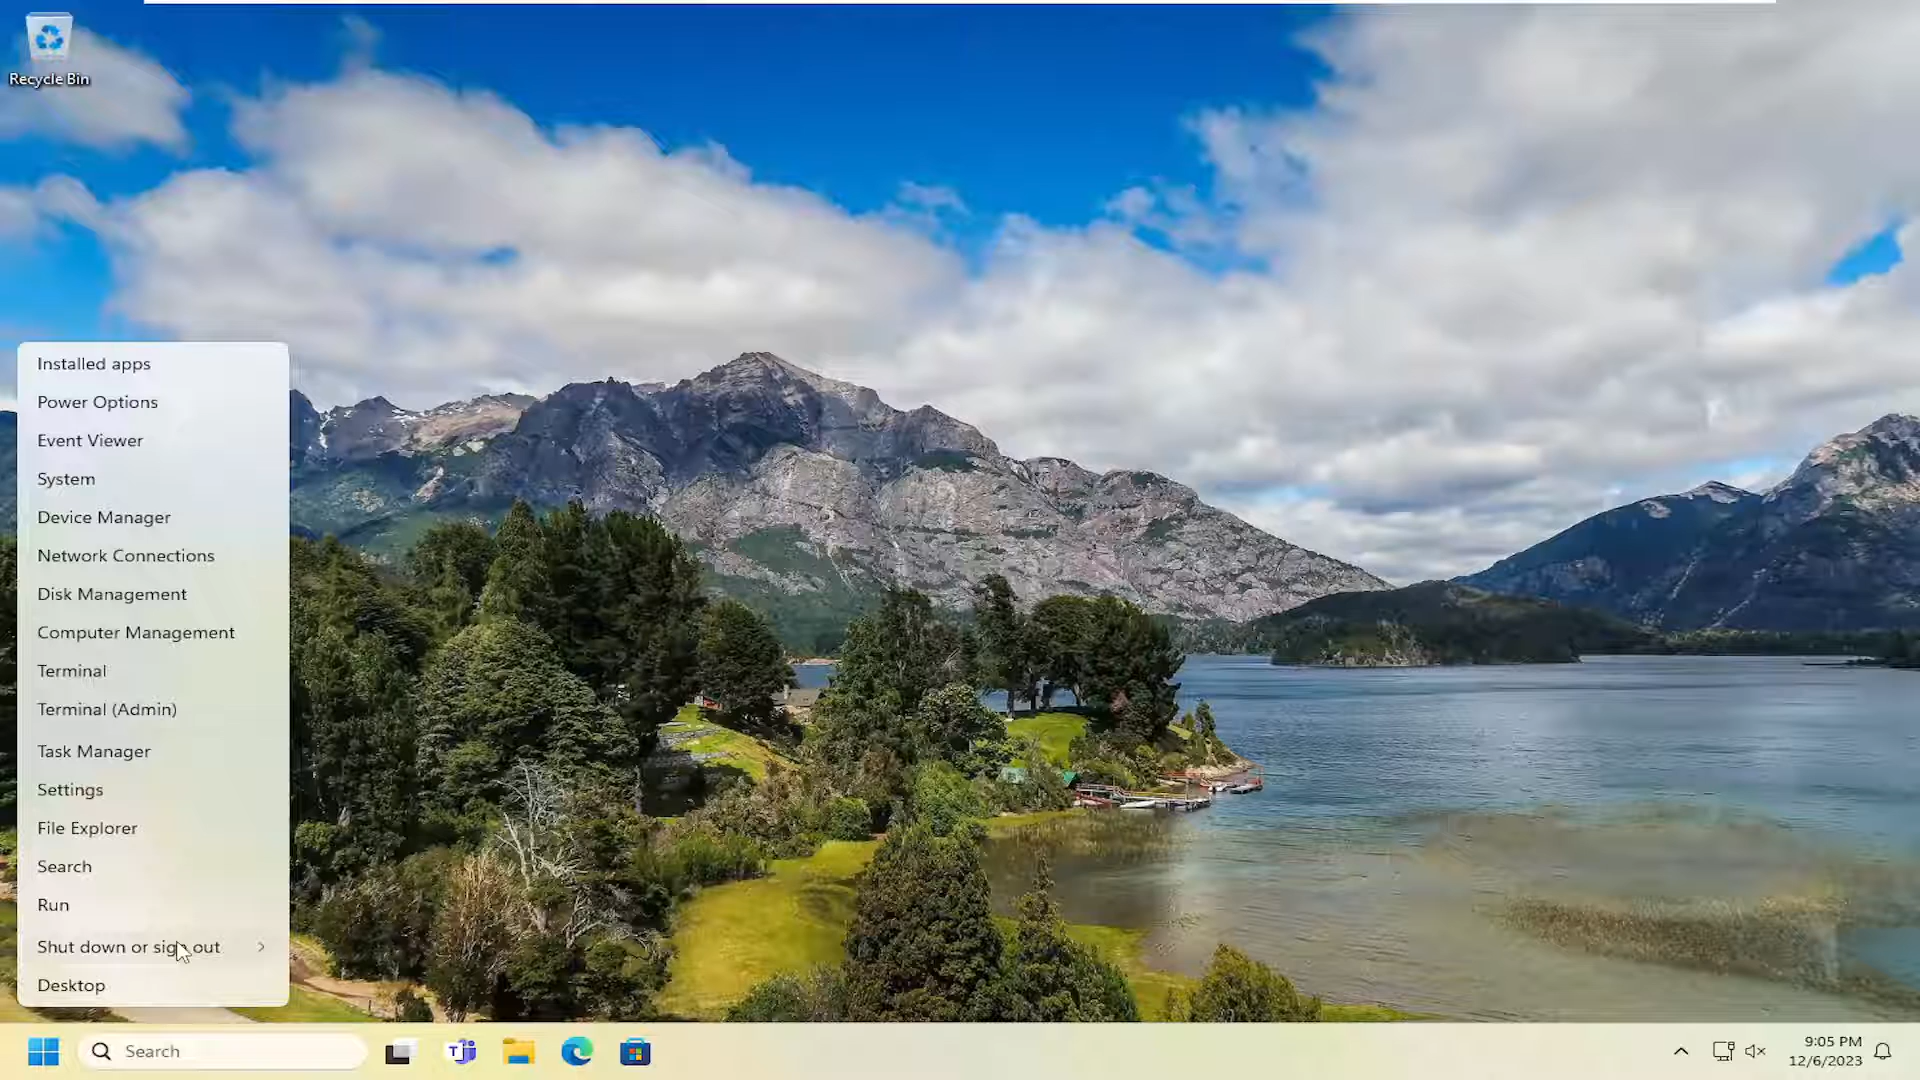 Recycle Bin
Installed apps
Power Options
Event Viewer
System
Device Manager
Network Connections
Disk Management
Computer Management
Terminal
Terminal (Admin)
Task Manager
Settings
File Explorer
Search
Run
Shut down or sign out
Desktop
Search
9:05 PM
12/6/2023